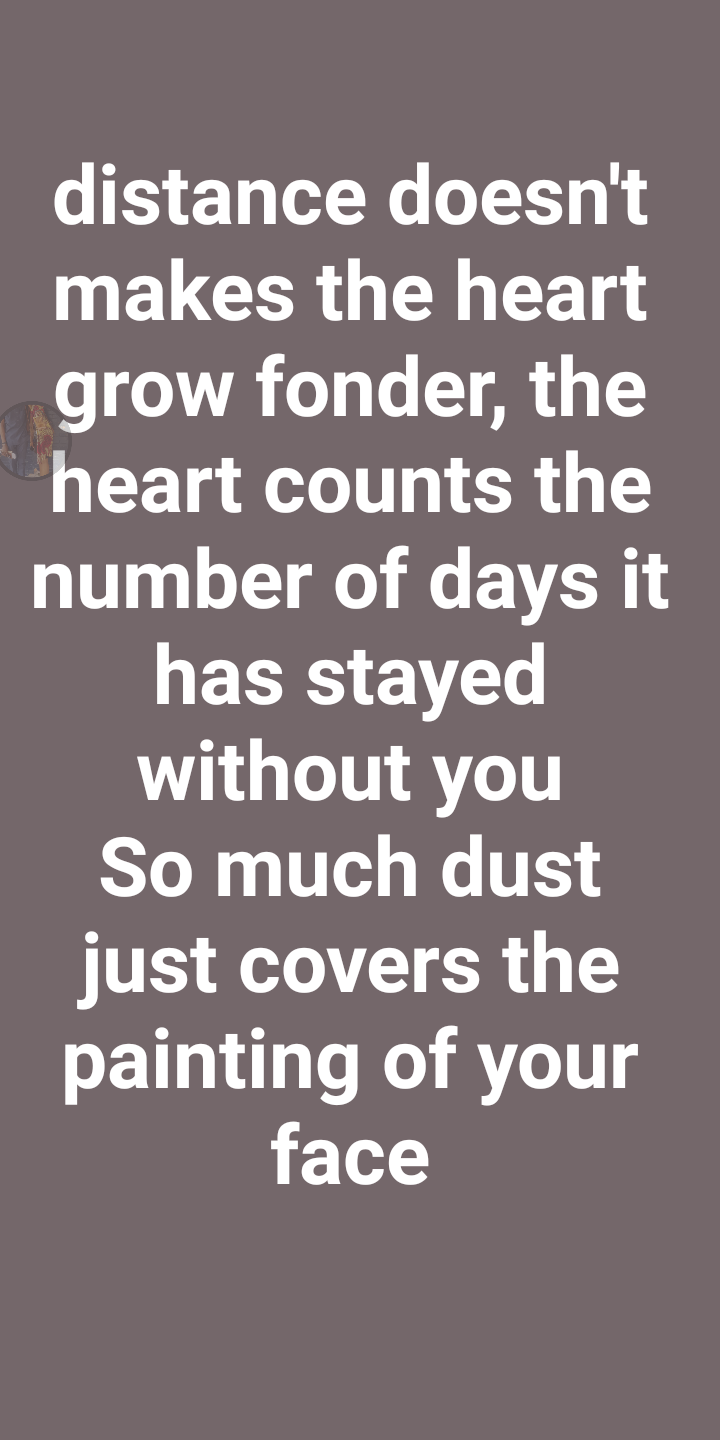 distance doesn't
makes the heart
grow fonder, the
heart counts the
number of days it
has stayed
without you
So much dust
just covers the
painting of your
face